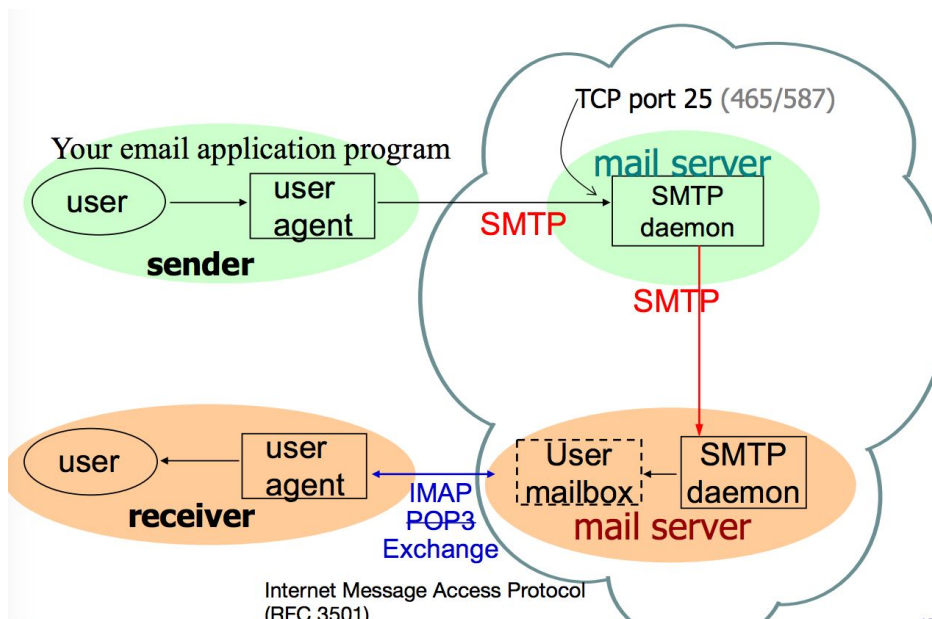 TCP port 25 (465/587)
Your email application program
mail server
user
user
agent
SMTP
daemon
SMTP
sender
SMTP
user
user
agent
User
mailbox
SMTP
daemon
IMAP
POP3
Exchange
receiver
mail server
Internet Message Access Protocol
(RFC 3501)